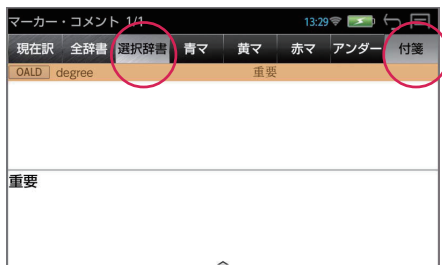 マーカー・コメント 1/1 13:29
現在訳 全辞書 選択辞書 青マ 黄マ 赤マ アンダー 付箋
OALD degree 重要
重要